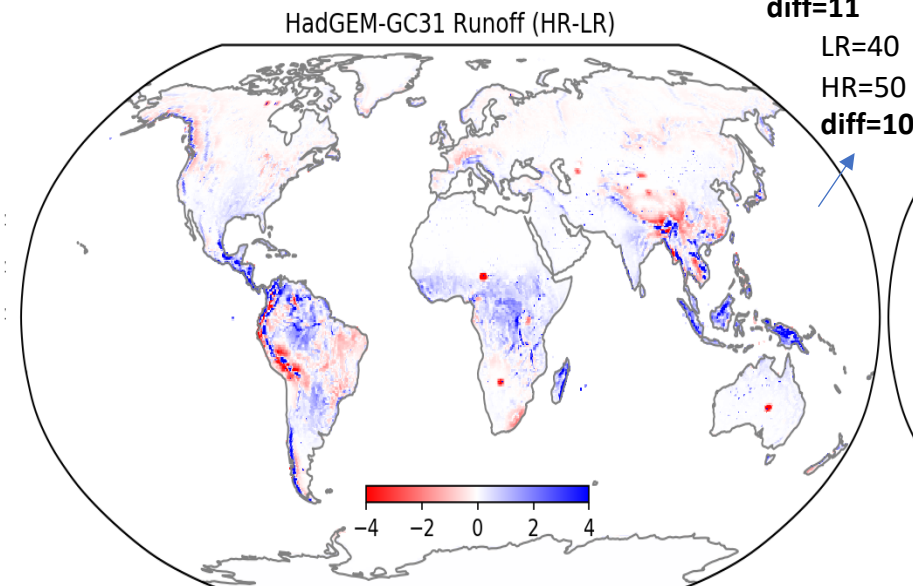 diff=11
HadGEM-GC31 Runoff (HR-LR)
LR=40
HR=50
diff=10
−4 −2 0 2 4